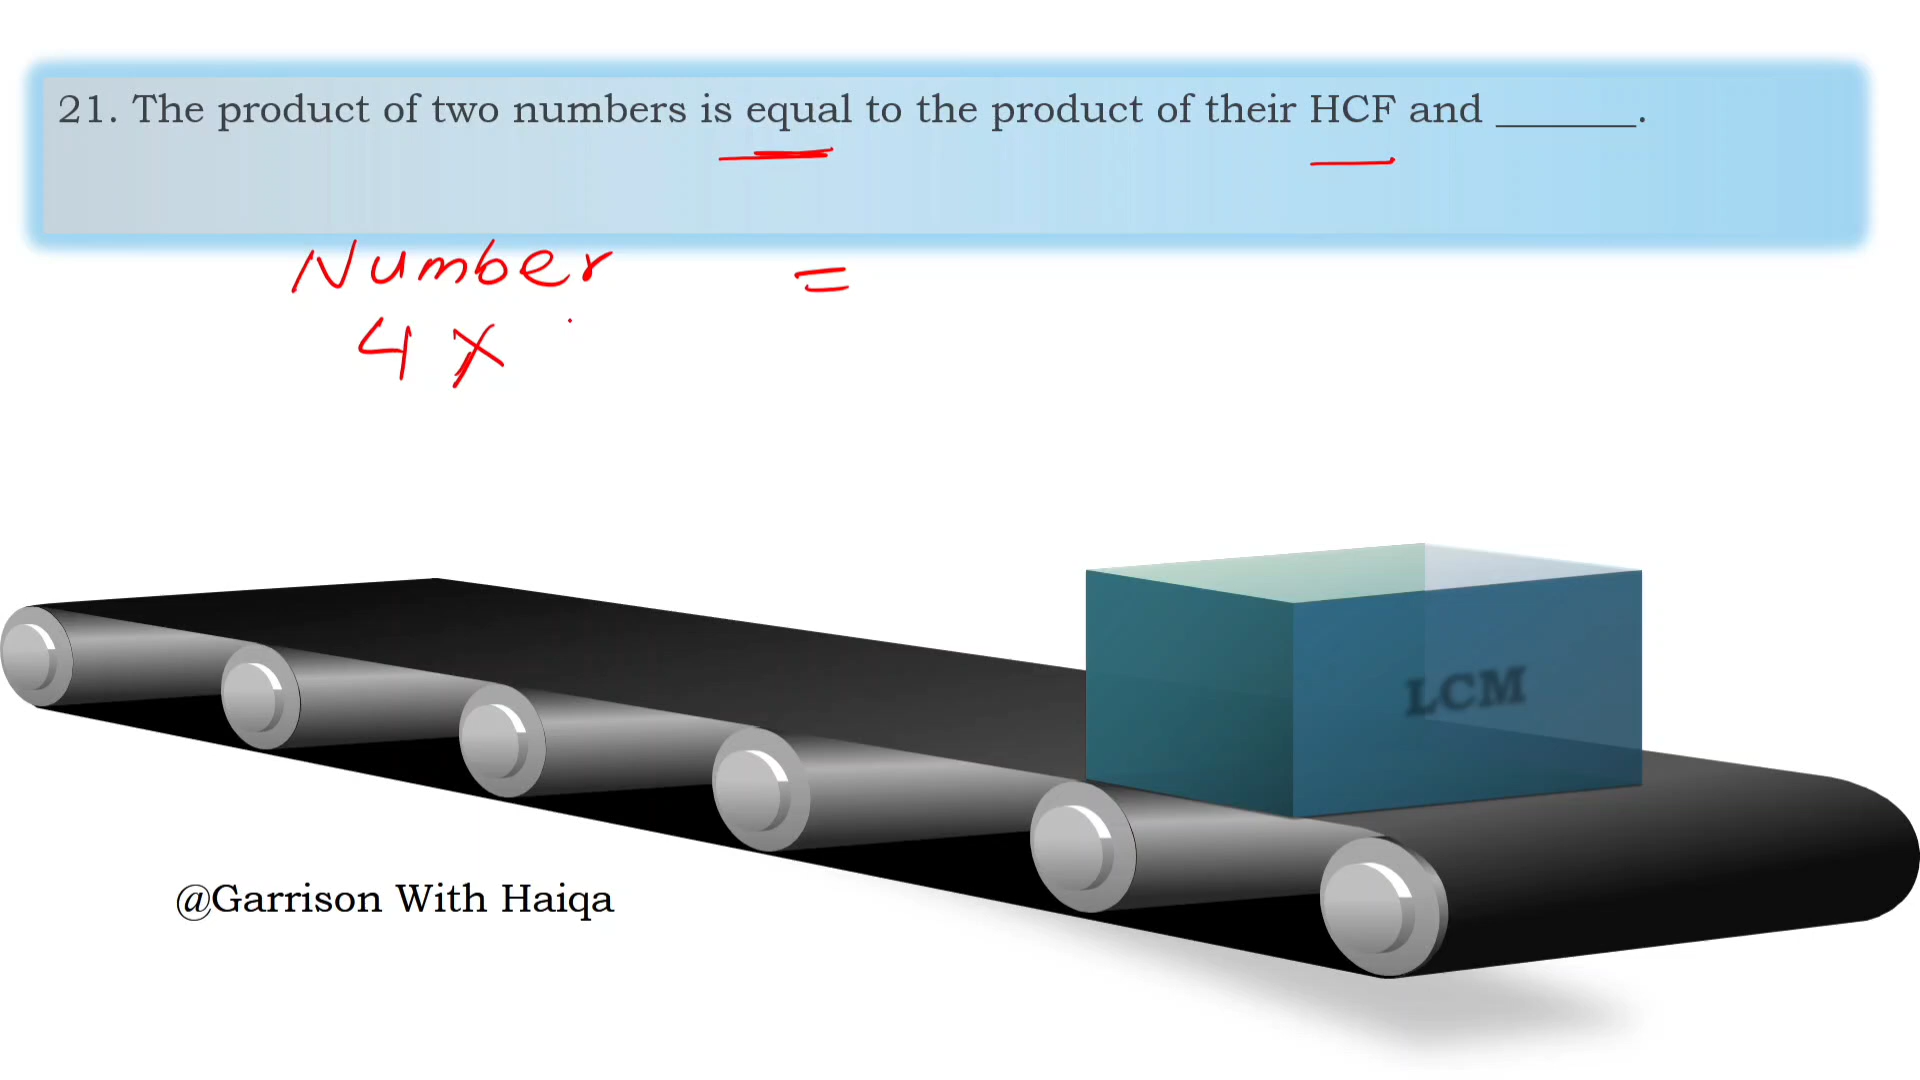 21. The product of two numbers is equal to the product of their HCF and _______.
Number =
4 ×
LCM
@Garrison With Haiqa